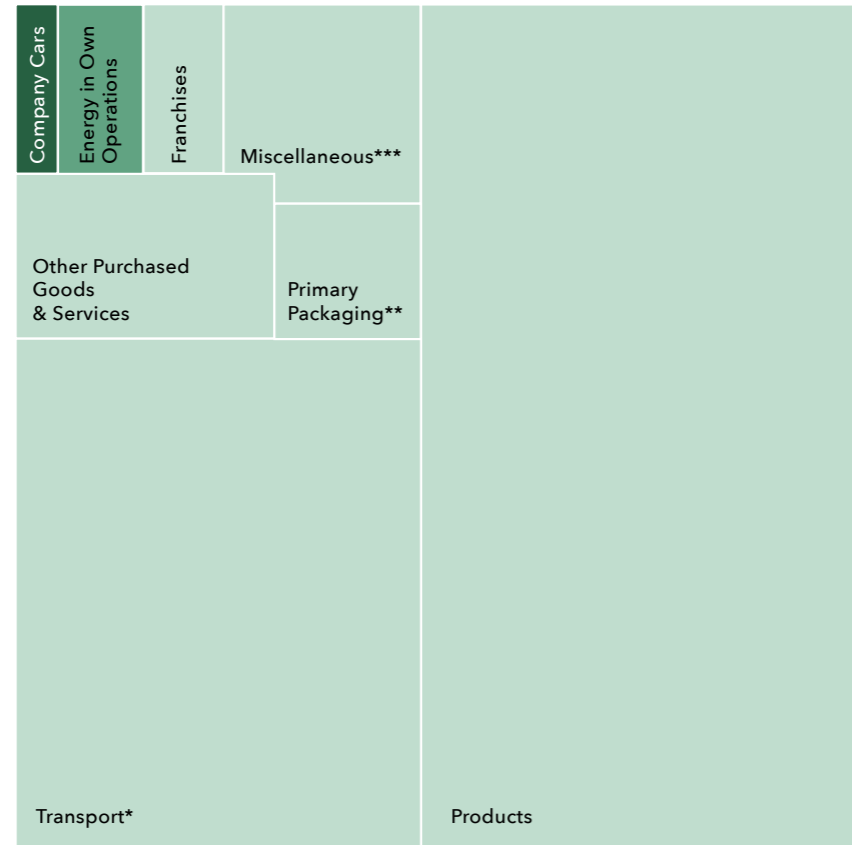 Company Cars
Energy in Own
Operations
Franchises
Miscellaneous***
Other Purchased
Goods
& Services
Primary
Packaging**
Transport*
Products